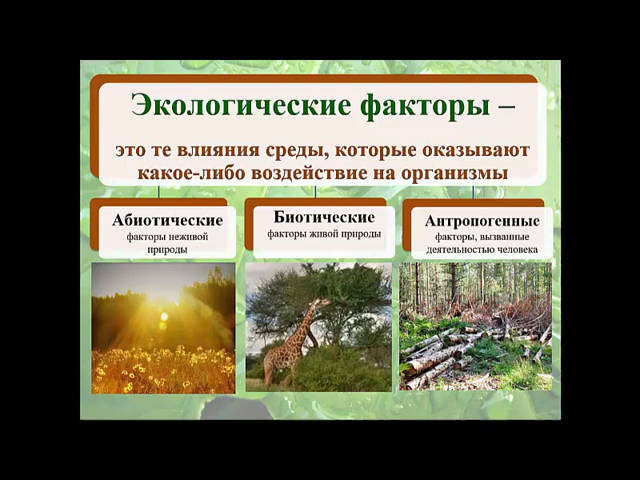 Экологические факторы –
это те влияния среды, которые оказывают
какое-либо воздействие на организмы
Абиотические
факторы неживой
природы
Биотические
факторы живой природы
Антропогенные
факторы, вызванные
деятельностью человека